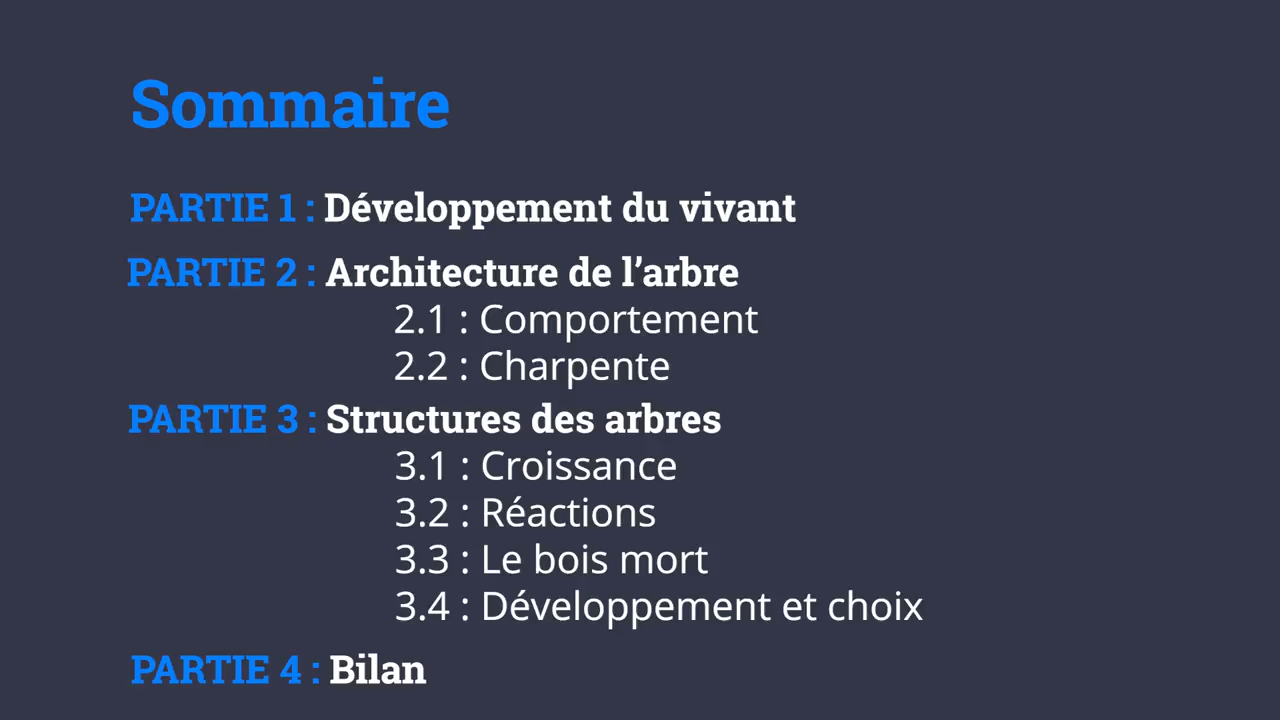 Sommaire
PARTIE 1 : Développement du vivant
PARTIE 2 : Architecture de l’arbre
2.1 : Comportement
2.2 : Charpente
PARTIE 3 : Structures des arbres
3.1 : Croissance
3.2 : Réactions
3.3 : Le bois mort
3.4 : Développement et choix
PARTIE 4 : Bilan